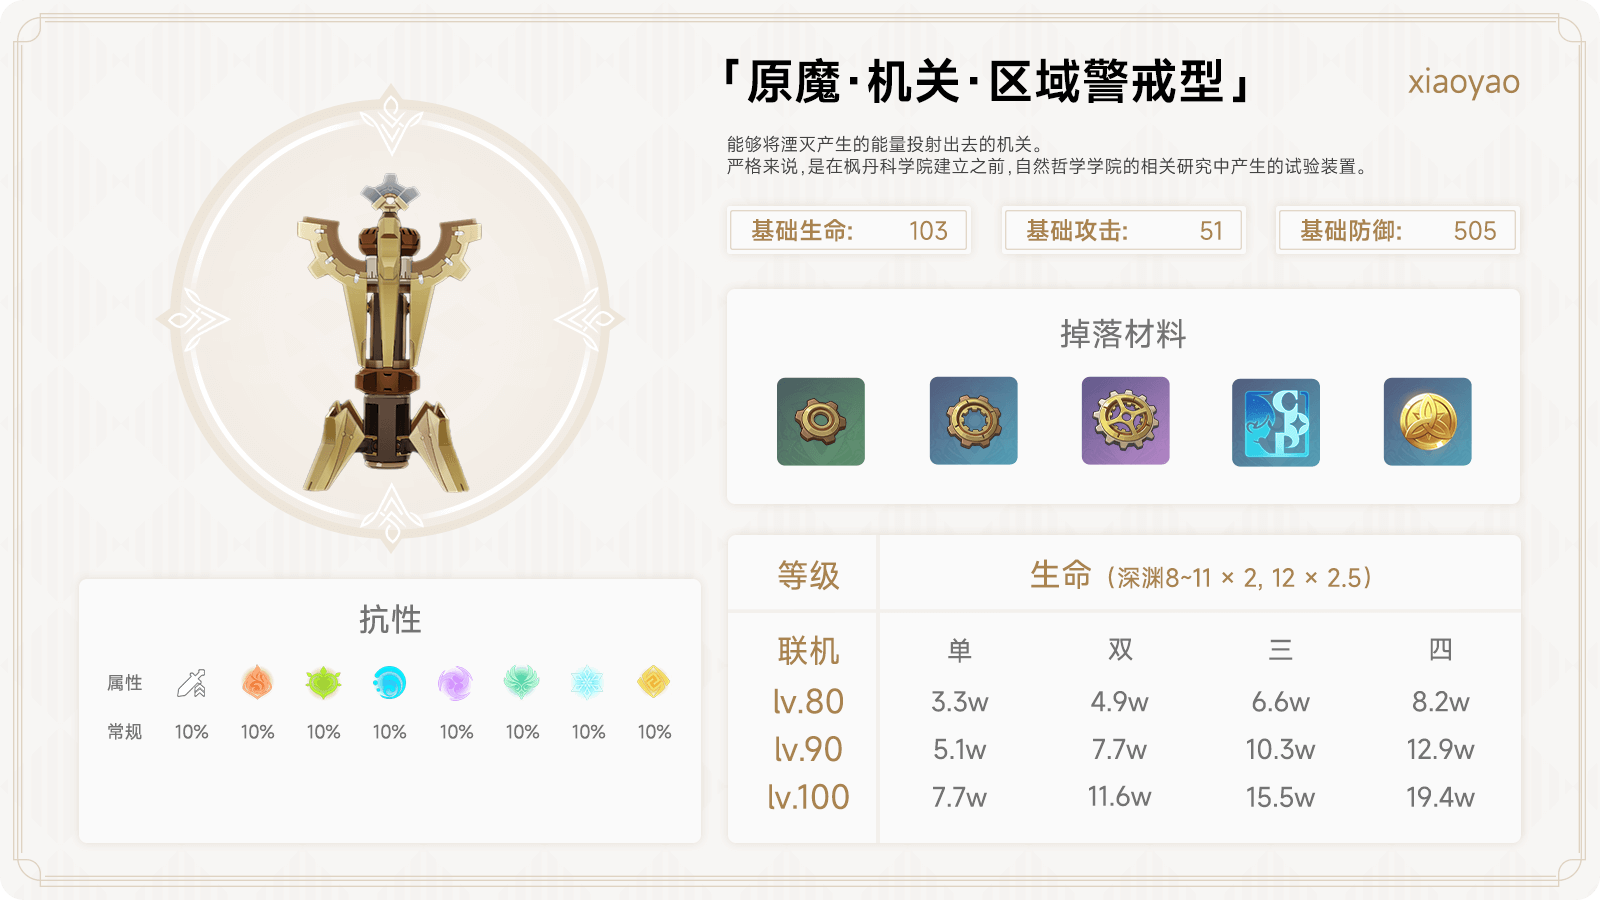 「原魔·机关·区域警戒型」
xiaoyao
能够将湮灭产生的能量投射出去的机关。
严格来说,是在枫丹科学院建立之前,自然哲学学院的相关研究中产生的试验装置。
基础生命: 103
基础攻击: 51
基础防御: 505
掉落材料
抗性
属性
常规 10% 10% 10% 10% 10% 10% 10% 10%
等级 生命（深渊8~11 × 2, 12 × 2.5）
联机 单 双 三 四
lv.80 3.3w 4.9w 6.6w 8.2w
lv.90 5.1w 7.7w 10.3w 12.9w
lv.100 7.7w 11.6w 15.5w 19.4w